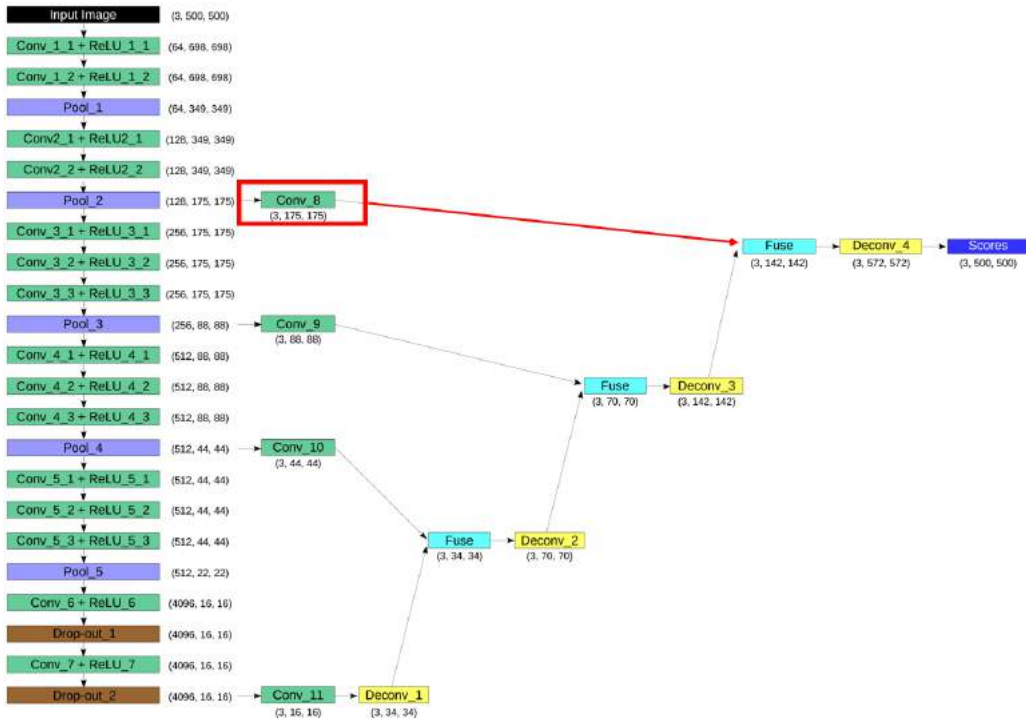 Input Image (3, 500, 500)
Conv_1_1 + ReLU_1_1 (64, 698, 698)
Conv_1_2 + ReLU_1_2 (64, 698, 698)
Pool_1 (64, 349, 349)
Conv2_1 + ReLU2_1 (128, 349, 349)
Conv2_2 + ReLU2_2 (128, 349, 349)
Pool_2 (128, 175, 175) Conv_8
(3, 175, 175)
Conv_3_1 + ReLU_3_1 (256, 175, 175)
Fuse Deconv_4 Scores
(3, 142, 142) (3, 572, 572) (3, 500, 500)
Conv_3_2 + ReLU_3_2 (256, 175, 175)
Conv_3_3 + ReLU_3_3 (256, 175, 175)
Pool_3 (256, 88, 88) Conv_9
(3, 88, 88)
Conv_4_1 + ReLU_4_1 (512, 88, 88)
Conv_4_2 + ReLU_4_2 (512, 88, 88) Fuse Deconv_3
(3, 70, 70) (3, 142, 142)
Conv_4_3 + ReLU_4_3 (512, 88, 88)
Pool_4 (512, 44, 44) Conv_10
(3, 44, 44)
Conv_5_1 + ReLU_5_1 (512, 44, 44)
Conv_5_2 + ReLU_5_2 (512, 44, 44)
Conv_5_3 + ReLU_5_3 (512, 44, 44) Fuse Deconv_2
(3, 34, 34) (3, 70, 70)
Pool_5 (512, 22, 22)
Conv_6 + ReLU_6 (4096, 16, 16)
Drop-out_1 (4096, 16, 16)
Conv_7 + ReLU_7 (4096, 16, 16)
Drop-out_2 (4096, 16, 16) Conv_11 Deconv_1
(3, 16, 16) (3, 34, 34)